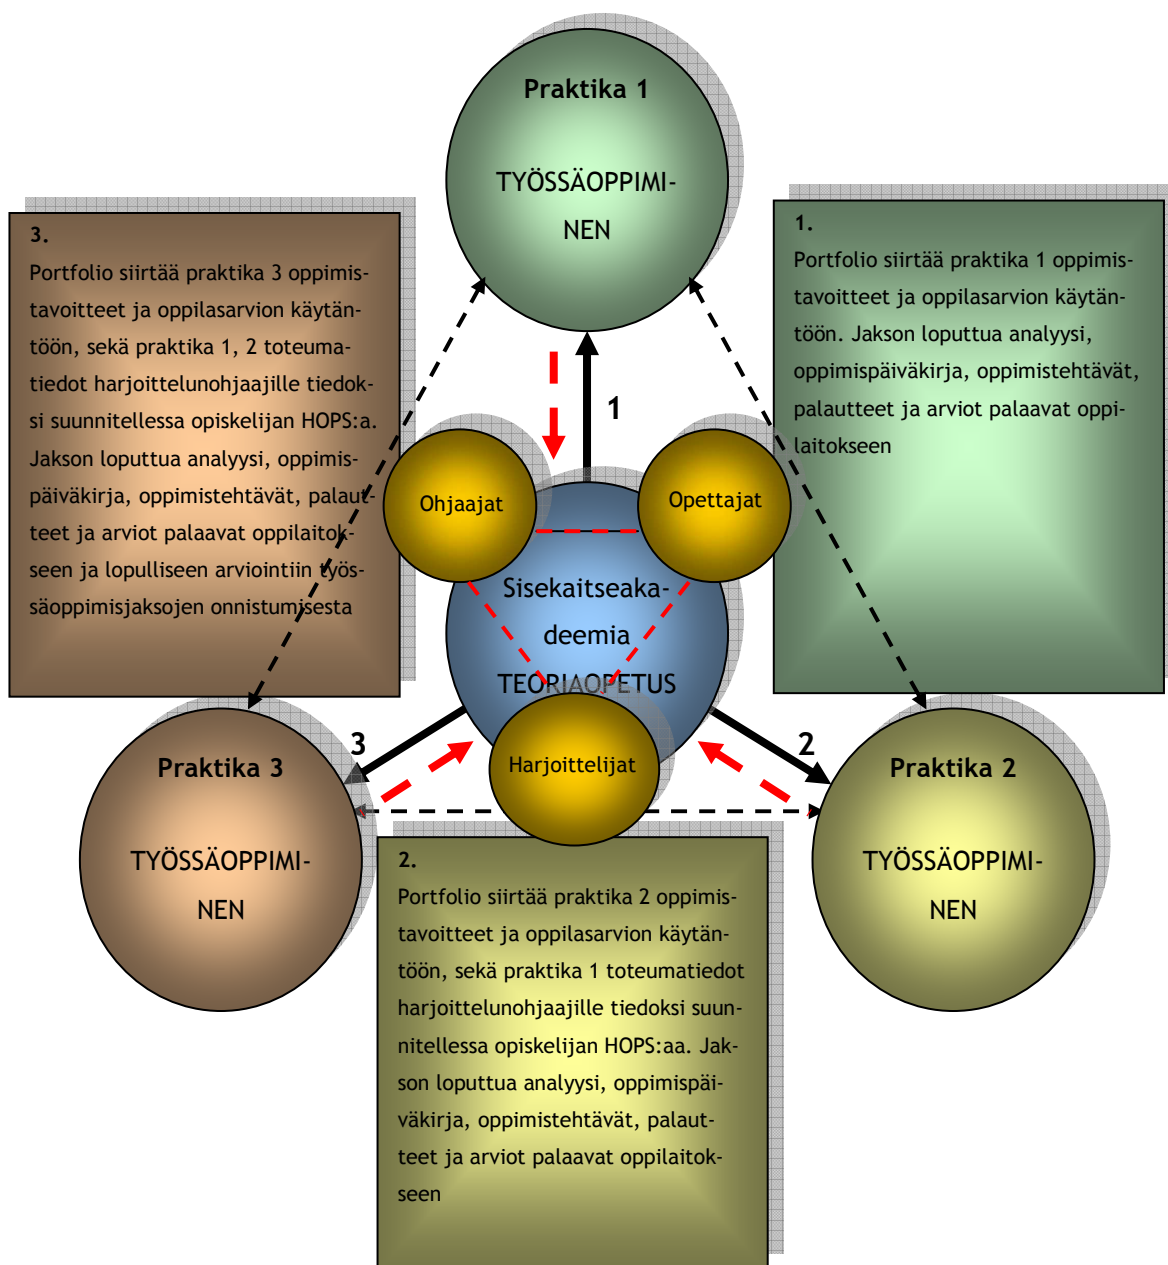 Praktika 1
TYÖSSÄOPPIMI-
NEN
3.
Portfolio siirtää praktika 3 oppimis-
tavoitteet ja oppilasarvion käytän-
töön, sekä praktika 1, 2 toteuma-
tiedot harjoittelunohjaajille tiedok-
si suunnitellessa opiskelijan HOPS:a.
Jakson loputtua analyysi, oppimis-
päiväkirja, oppimistehtävät, palaut-
teet ja arviot palaavat oppilaitok-
seen ja lopulliseen arviointiin työs-
säoppimisjaksojen onnistumisesta
1.
Portfolio siirtää praktika 1 oppimis-
tavoitteet ja oppilasarvion käytän-
töön. Jakson loputtua analyysi,
oppimispäiväkirja, oppimistehtävät,
palautteet ja arviot palaavat oppi-
laitokseen
1
Ohjaajat
Opettajat
Sisekaitseaka-
deemia
TEORIAOPETUS
Harjoittelijat
3
2
Praktika 3
TYÖSSÄOPPIMI-
NEN
Praktika 2
TYÖSSÄOPPIMI-
NEN
2.
Portfolio siirtää praktika 2 oppimis-
tavoitteet ja oppilasarvion käytän-
töön, sekä praktika 1 toteumatiedot
harjoittelunohjaajille tiedoksi suun-
nitellessa opiskelijan HOPS:aa. Jak-
son loputtua analyysi, oppimispäi-
väkirja, oppimistehtävät, palaut-
teet ja arviot palaavat oppilaitok-
seen